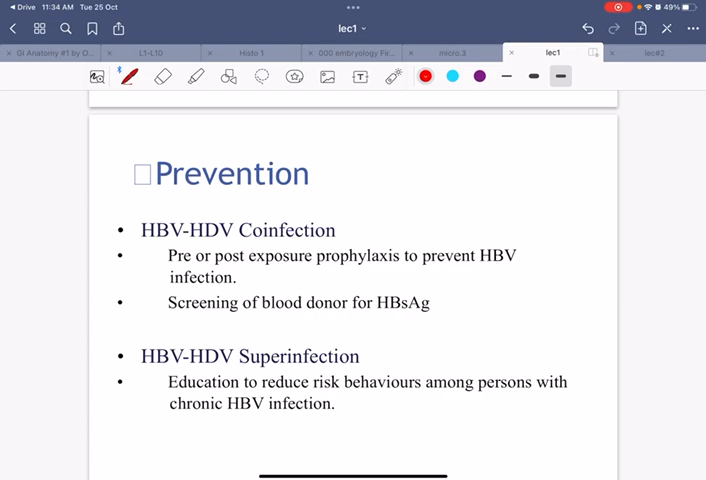 Drive 11:34 AM Tue 25 Oct 49%
lec1
GI Anatomy #1 by O... L1-L10 Histo 1 000 embryology Fir... micro.3 lec1 lec#2
Prevention
• HBV-HDV Coinfection
• Pre or post exposure prophylaxis to prevent HBV
infection.
• Screening of blood donor for HBsAg
• HBV-HDV Superinfection
• Education to reduce risk behaviours among persons with
chronic HBV infection.